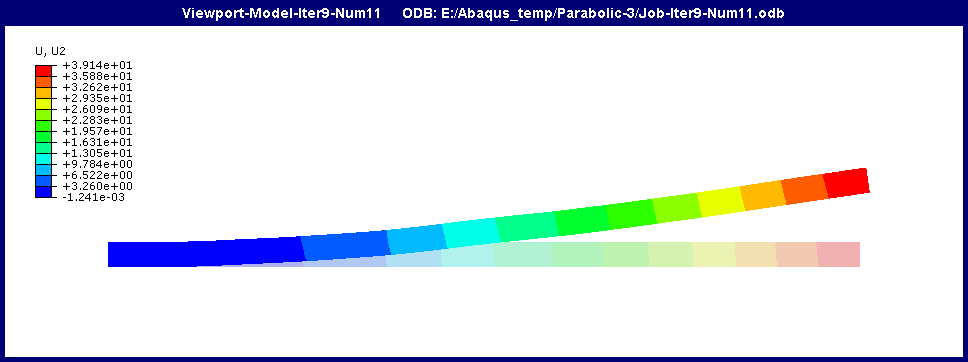 Viewport-Model-Iter9-Num11 ODB: E:/Abaqus_temp/Parabolic-3/Job-Iter9-Num11.odb
U, U2
+3.914e+01
+3.588e+01
+3.262e+01
+2.935e+01
+2.609e+01
+2.283e+01
+1.957e+01
+1.631e+01
+1.305e+01
+9.784e+00
+6.522e+00
+3.260e+00
-1.241e-03